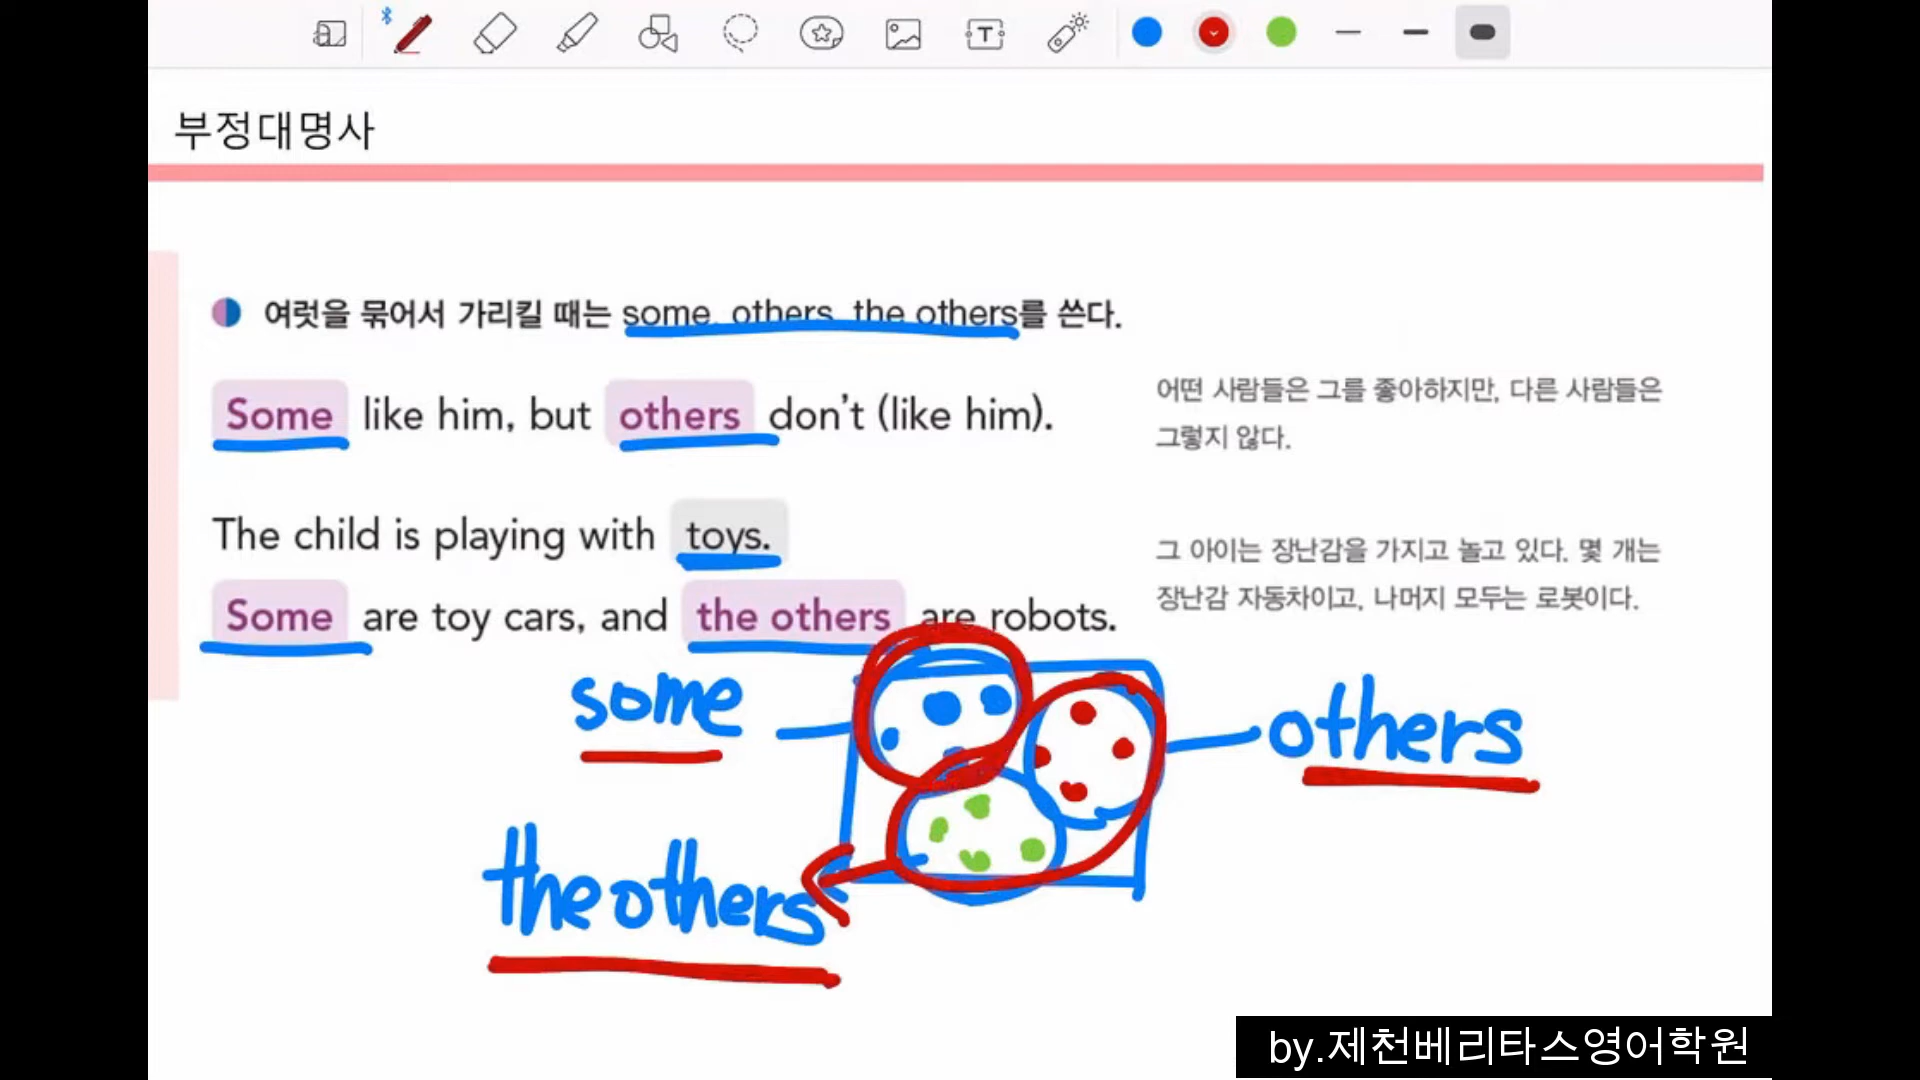 부정대명사
여럿을 묶어서 가리킬 때는 some, others, the others를 쓴다.
Some like him, but others don't (like him).
어떤 사람들은 그를 좋아하지만, 다른 사람들은
그렇지 않다.
The child is playing with toys.
Some are toy cars, and the others are robots.
그 아이는 장난감을 가지고 놀고 있다. 몇 개는
장난감 자동차이고, 나머지 모두는 로봇이다.
some
others
the others
by.제천베리타스영어학원